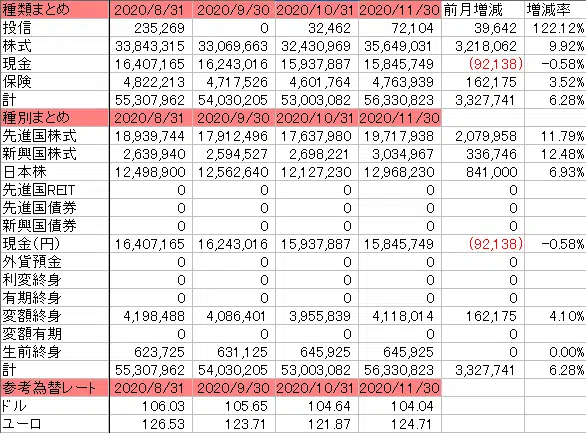 種類まとめ 2020/8/31 2020/9/30 2020/10/31 2020/11/30 前月増減 増減率
投信 235,269 0 32,462 72,104 39,642 122.12%
株式 33,843,315 33,069,663 32,430,969 35,649,031 3,218,062 9.92%
現金 16,407,165 16,243,016 15,937,887 15,845,749 (92,138) -0.58%
保険 4,822,213 4,717,526 4,601,764 4,763,939 162,175 3.52%
計 55,307,962 54,030,205 53,003,082 56,330,823 3,327,741 6.28%
種別まとめ 2020/8/31 2020/9/30 2020/10/31 2020/11/30
先進国株式 18,939,744 17,912,496 17,637,980 19,717,938 2,079,958 11.79%
新興国株式 2,639,940 2,594,527 2,698,221 3,034,967 336,746 12.48%
日本株 12,498,900 12,562,640 12,127,230 12,968,230 841,000 6.93%
先進国REIT 0 0 0 0 0
先進国債券 0 0 0 0 0
新興国債券 0 0 0 0 0
現金(円) 16,407,165 16,243,016 15,937,887 15,845,749 (92,138) -0.58%
外貨預金 0 0 0 0 0
利変終身 0 0 0 0 0
有期終身 0 0 0 0 0
変額終身 4,198,488 4,086,401 3,955,839 4,118,014 162,175 4.10%
変額有期 0 0 0 0 0
生前終身 623,725 631,125 645,925 645,925 0 0.00%
計 55,307,962 54,030,205 53,003,082 56,330,823 3,327,741 6.28%
参考為替レート 2020/8/31 2020/9/30 2020/10/31 2020/11/30
ドル 106.03 105.65 104.64 104.04
ユーロ 126.53 123.71 121.87 124.71